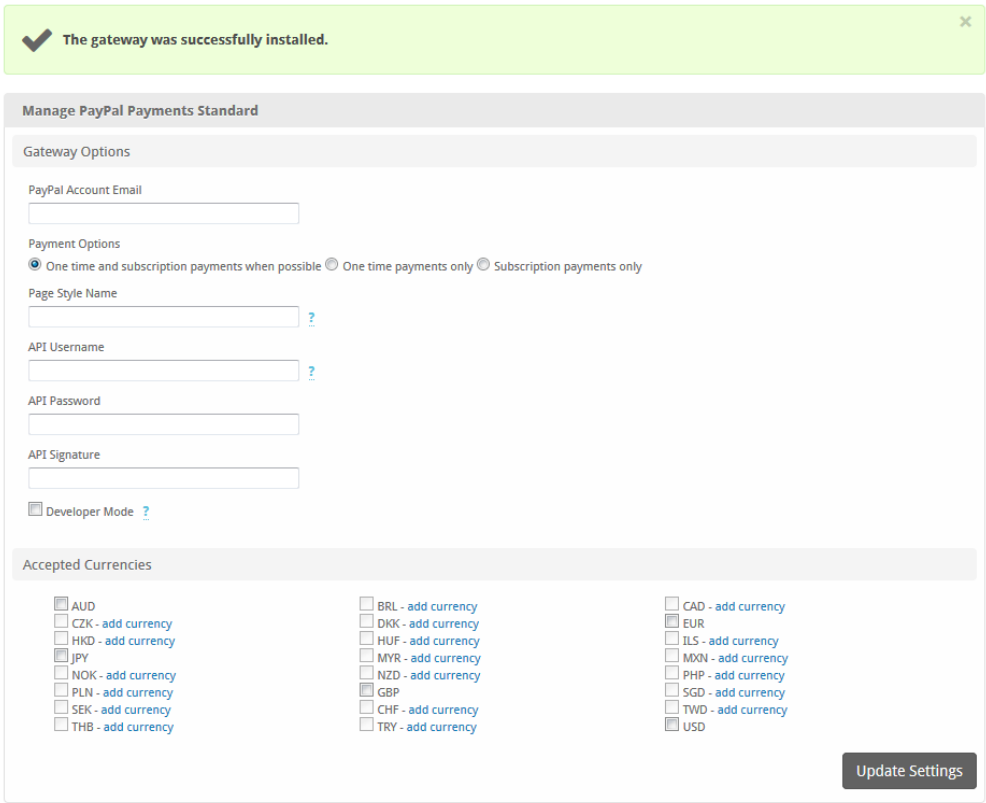 The gateway was successfully installed.
×
Manage PayPal Payments Standard
Gateway Options
PayPal Account Email
Payment Options
One time and subscription payments when possible One time payments only Subscription payments only
Page Style Name
?
API Username
?
API Password
API Signature
Developer Mode ?
Accepted Currencies
AUD BRL - add currency CAD - add currency
CZK - add currency DKK - add currency EUR
HKD - add currency HUF - add currency ILS - add currency
JPY MYR - add currency MXN - add currency
NOK - add currency NZD - add currency PHP - add currency
PLN - add currency GBP SGD - add currency
SEK - add currency CHF - add currency TWD - add currency
THB - add currency TRY - add currency USD
Update Settings